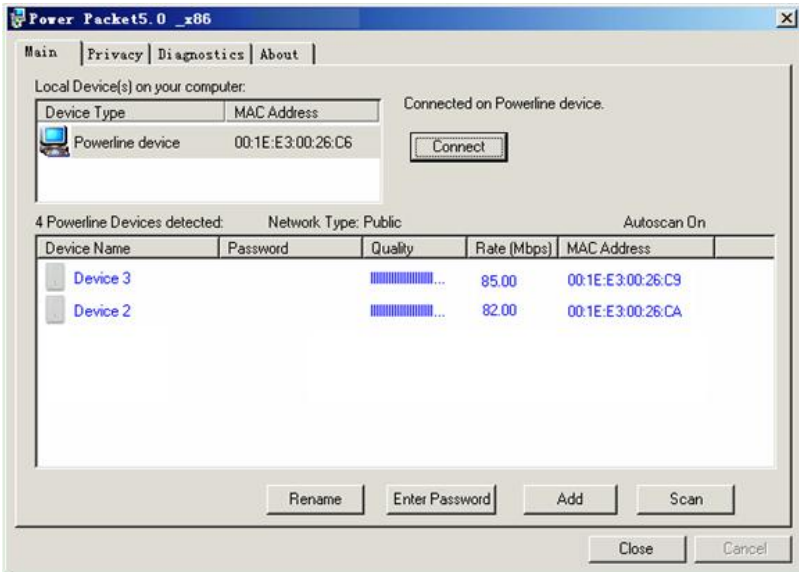 Power Packet5.0 _x86
Main Privacy Diagnostics About
Local Device(s) on your computer:
Device Type MAC Address
Powerline device 00:1E:E3:00:26:C6
Connected on Powerline device.
Connect
4 Powerline Devices detected: Network Type: Public Autoscan On
Device Name Password Quality Rate (Mbps) MAC Address
Device 3 ... 85.00 00:1E:E3:00:26:C9
Device 2 ... 82.00 00:1E:E3:00:26:CA
Rename Enter Password Add Scan
Close Cancel